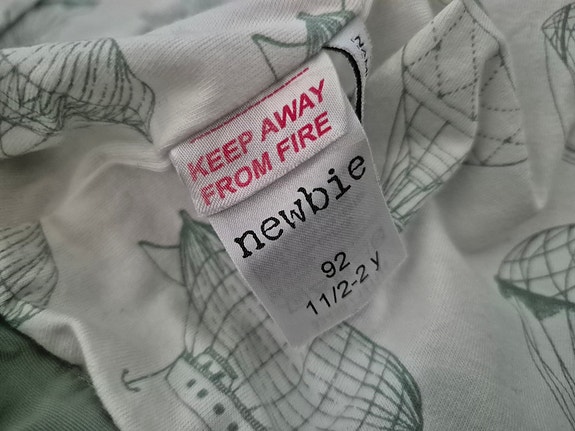 KEEP AWAY
FROM FIRE
newbie
92
11/2-2 y